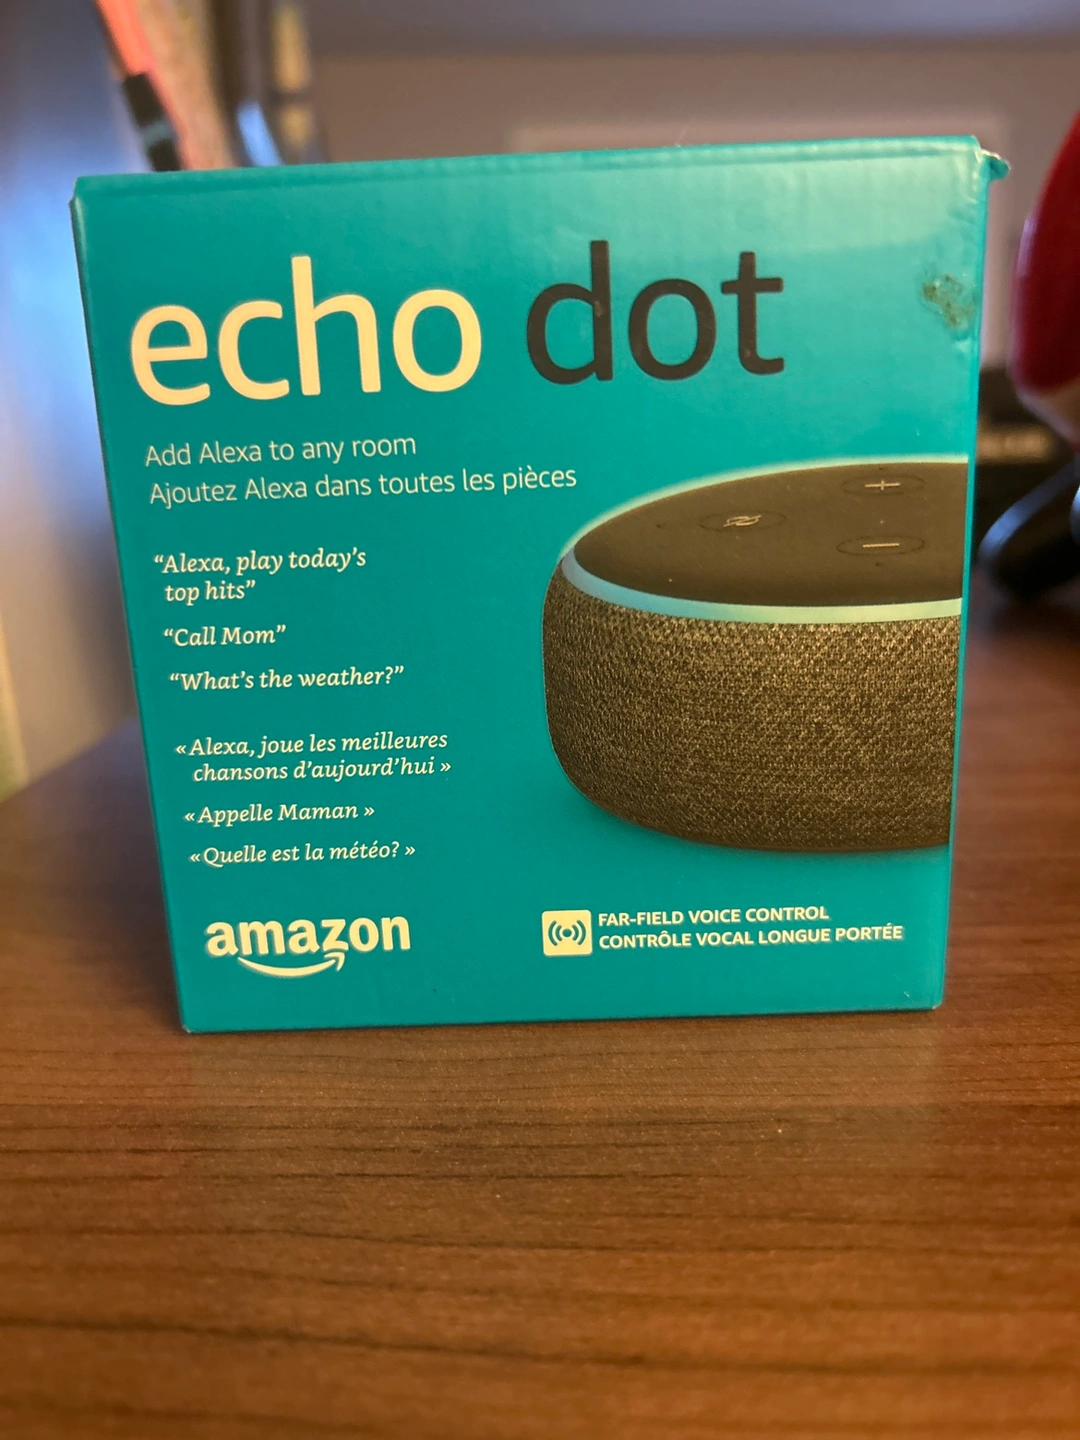 echo dot
Add Alexa to any room
Ajoutez Alexa dans toutes les pièces
“Alexa, play today’s
top hits”
“Call Mom”
“What’s the weather?”
« Alexa, joue les meilleures
chansons d’aujourd’hui »
« Appelle Maman »
« Quelle est la météo? »
amazon
FAR-FIELD VOICE CONTROL
CONTRÔLE VOCAL LONGUE PORTÉE